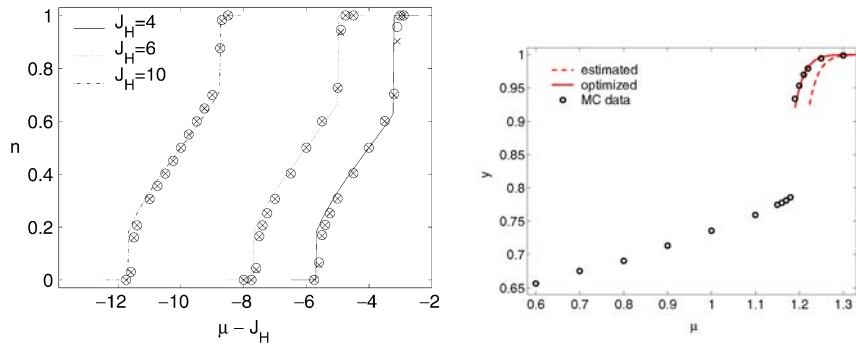 J_H=4
J_H=6
J_H=10
1
0.8
0.6
0.4
0.2
0
n
−12 −10 −8 −6 −4 −2
μ − J_H
estimated
optimized
MC data
1
0.95
0.90
0.85
0.8
0.75
0.7
0.65
y
0.6 0.7 0.8 0.9 1 1.1 1.2 1.3
μ